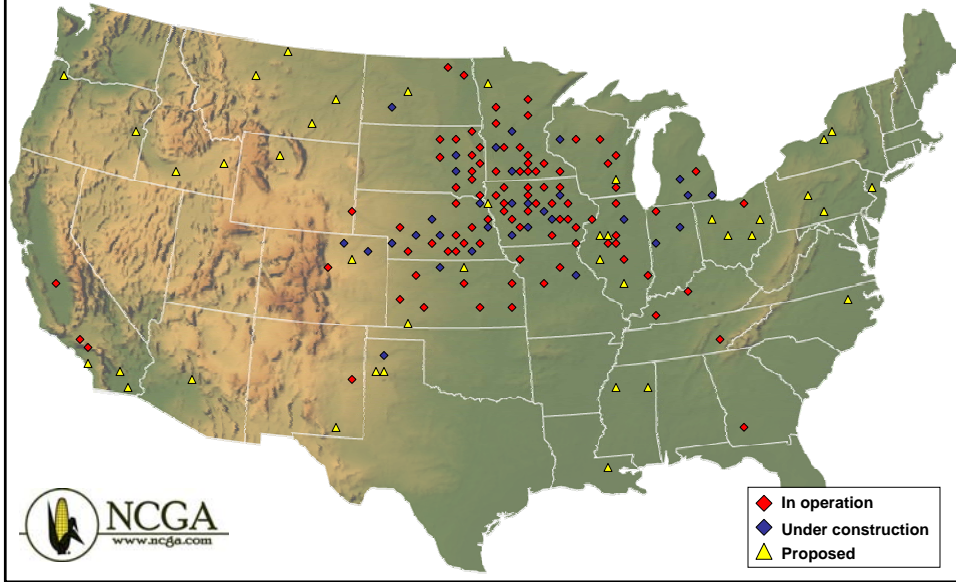 NCGA
www.ncga.com
In operation
Under construction
Proposed